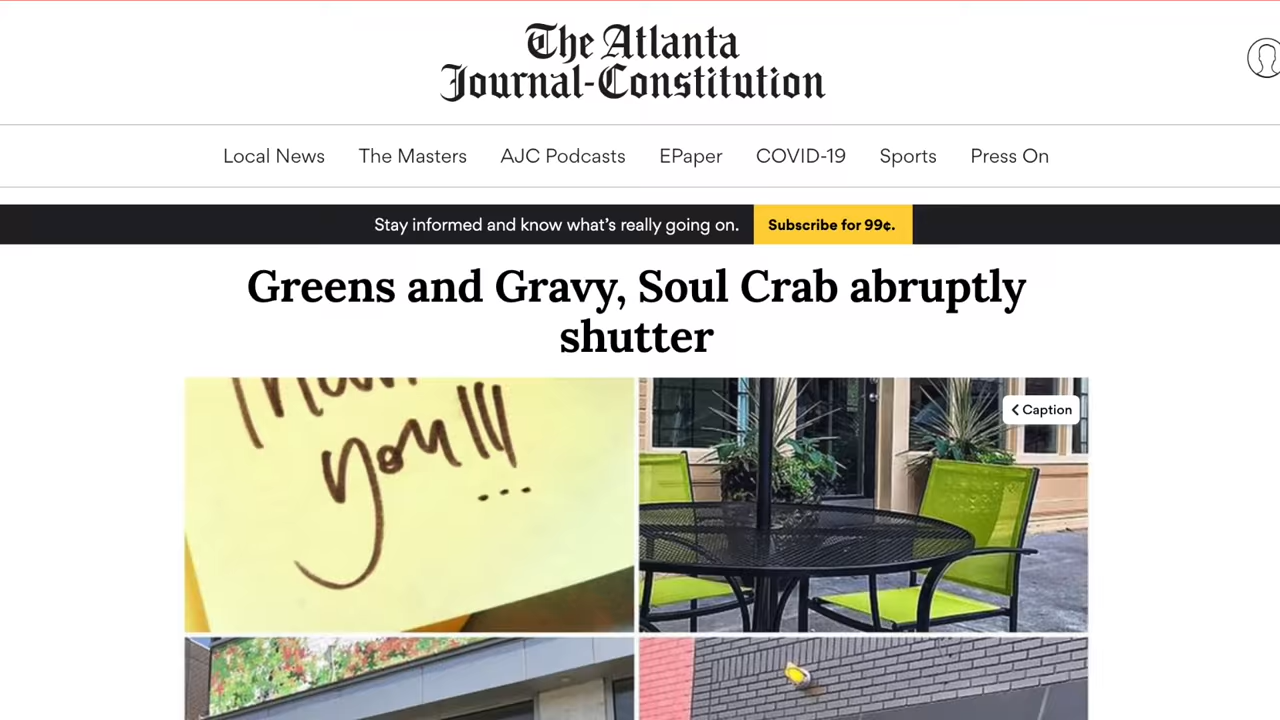 The Atlanta
Journal-Constitution
Local News The Masters AJC Podcasts EPaper COVID-19 Sports Press On
Stay informed and know what's really going on. Subscribe for 99¢.
Greens and Gravy, Soul Crab abruptly
shutter
Caption
you!!!
...